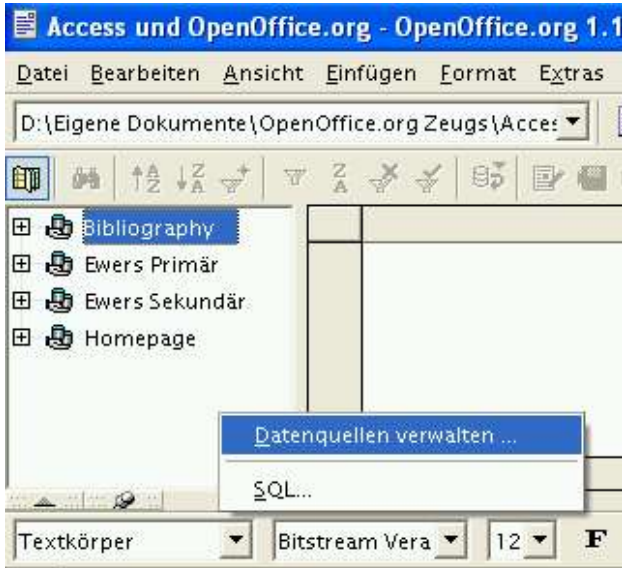 Access und OpenOffice.org - OpenOffice.org 1.1
Datei Bearbeiten Ansicht Einfügen Format Extras
D:\Eigene Dokumente\OpenOffice.org Zeugs\Acces
Bibliography
Ewers Primär
Ewers Sekundär
Homepage
Datenquellen verwalten ...
SQL...
Textkörper Bitstream Vera 12 F